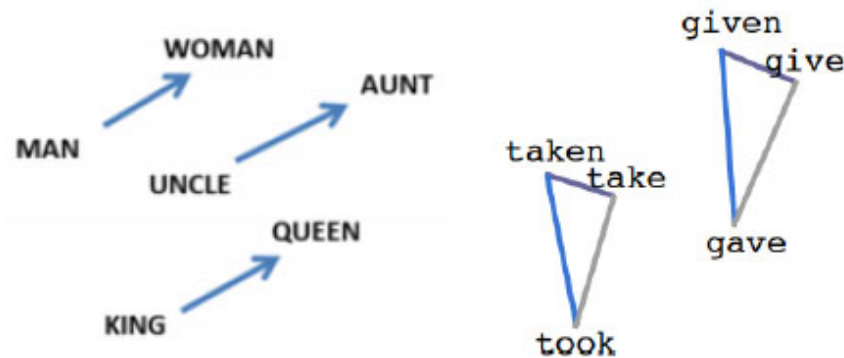 WOMAN
AUNT
MAN
UNCLE
QUEEN
KING
given
give
taken
take
gave
took